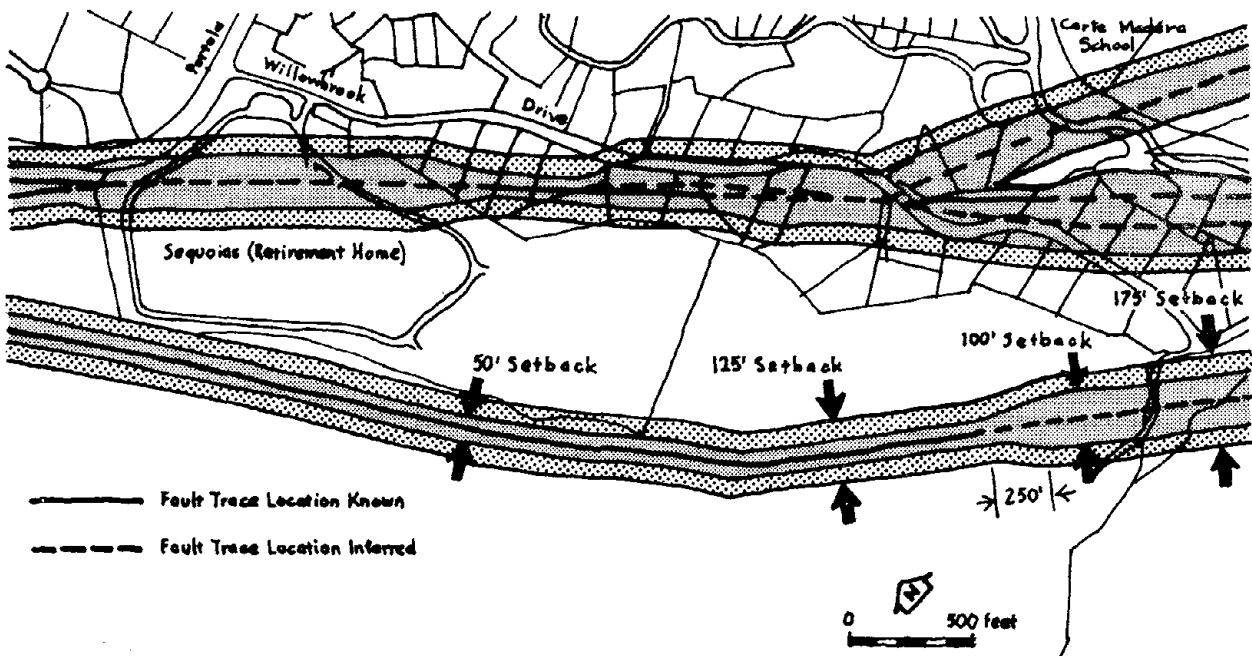 Portola
Willowbrook
Drive
Corte Madera
School
Sequoias (Retirement Home)
175' Setback
50' Setback
125' Setback
100' Setback
250'
Fault Trace Location Known
Fault Trace Location Inferred
N
0 500 feet